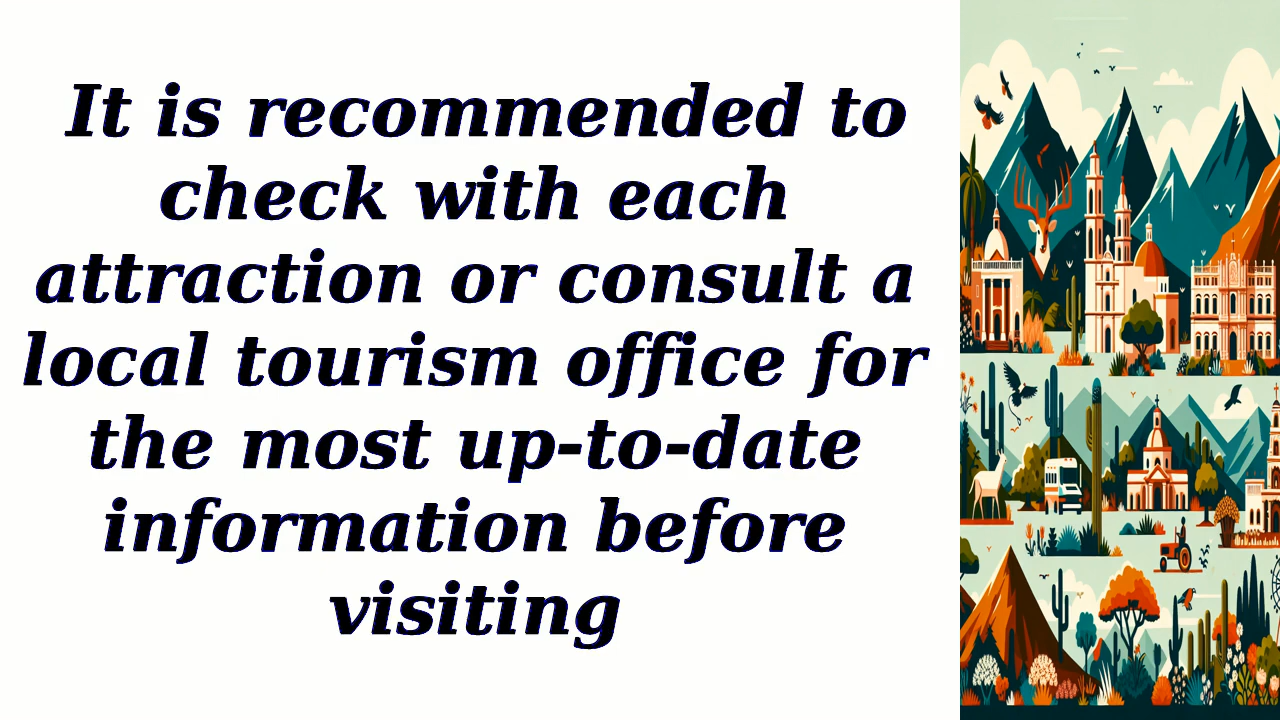 It is recommended to
check with each
attraction or consult a
local tourism office for
the most up-to-date
information before
visiting